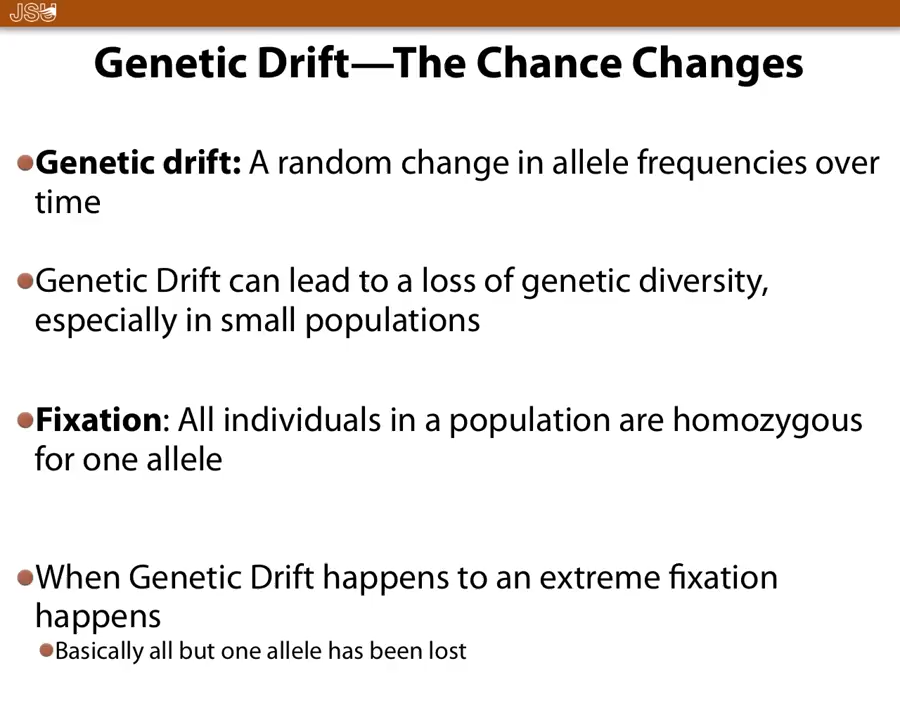 JSU
Genetic Drift—The Chance Changes
Genetic drift: A random change in allele frequencies over
time
Genetic Drift can lead to a loss of genetic diversity,
especially in small populations
Fixation: All individuals in a population are homozygous
for one allele
When Genetic Drift happens to an extreme fixation
happens
Basically all but one allele has been lost